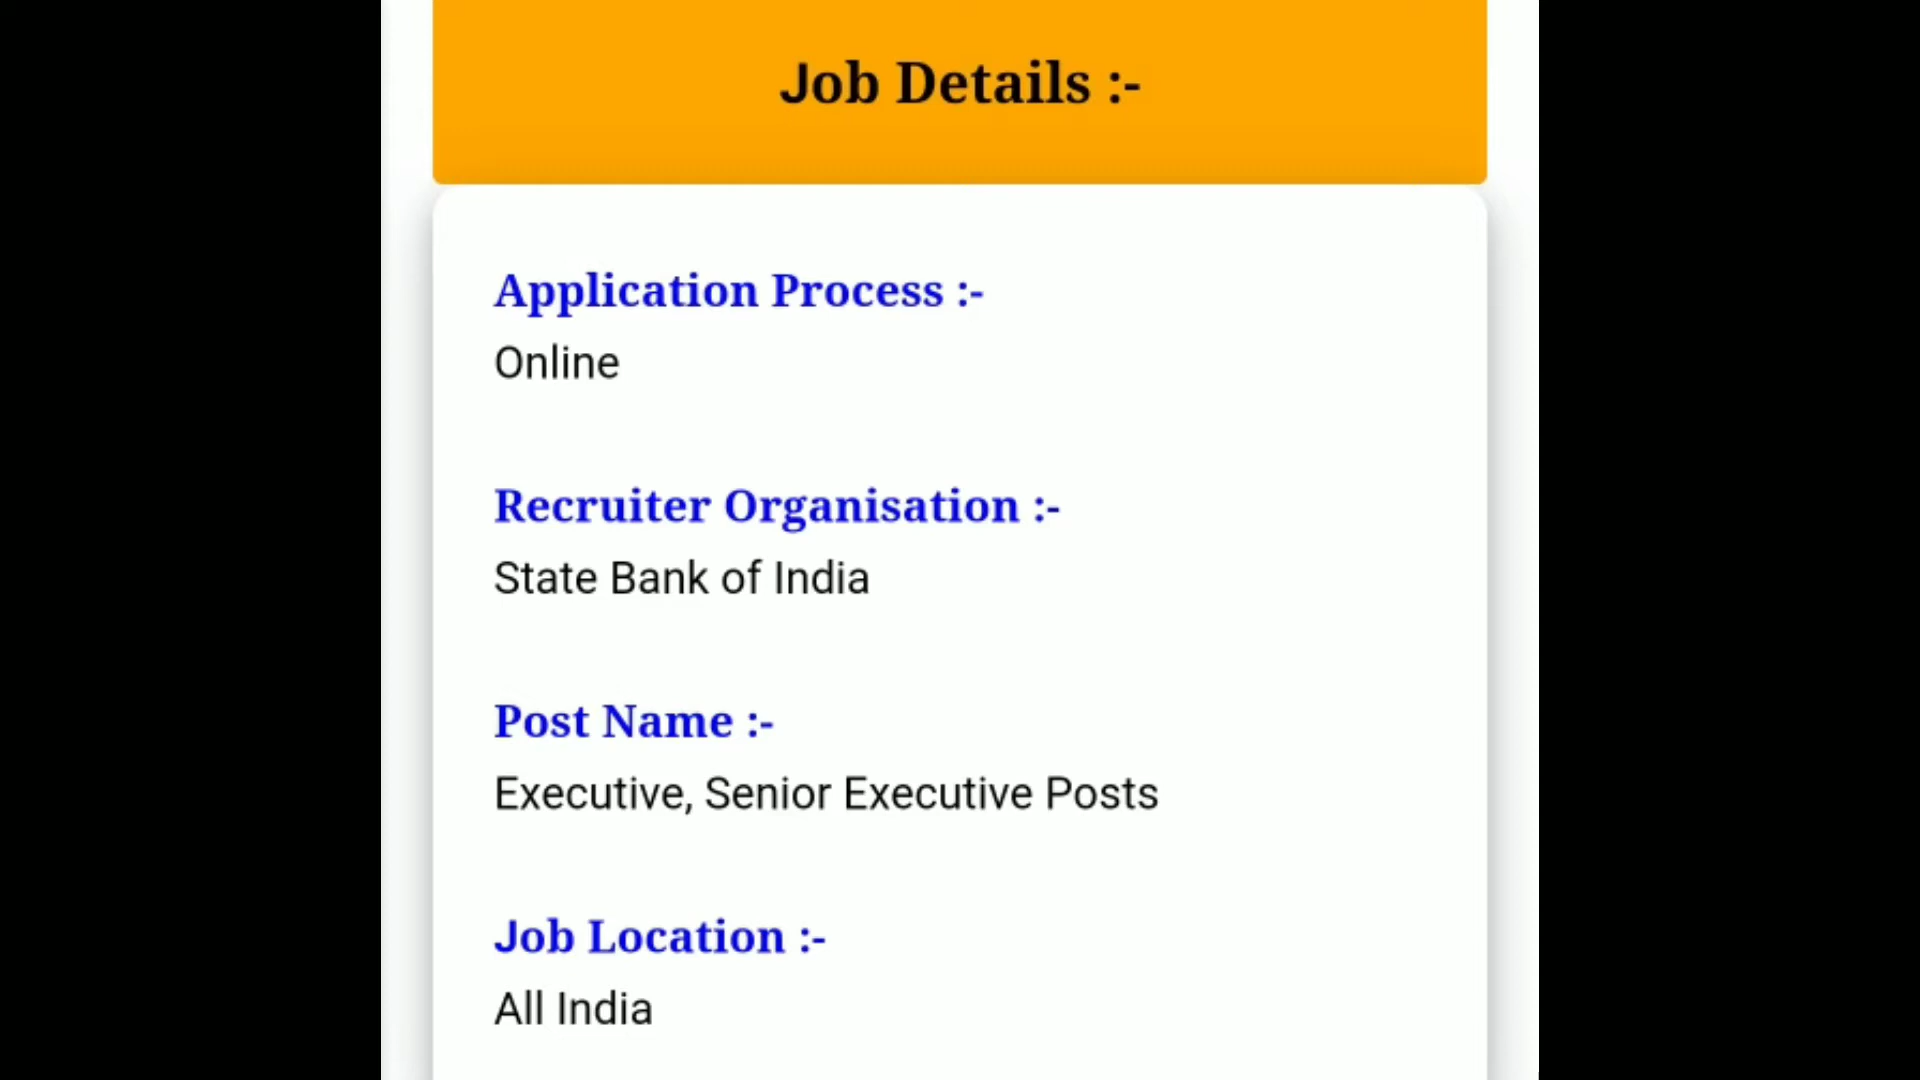 Job Details :-
Application Process :-
Online
Recruiter Organisation :-
State Bank of India
Post Name :-
Executive, Senior Executive Posts
Job Location :-
All India